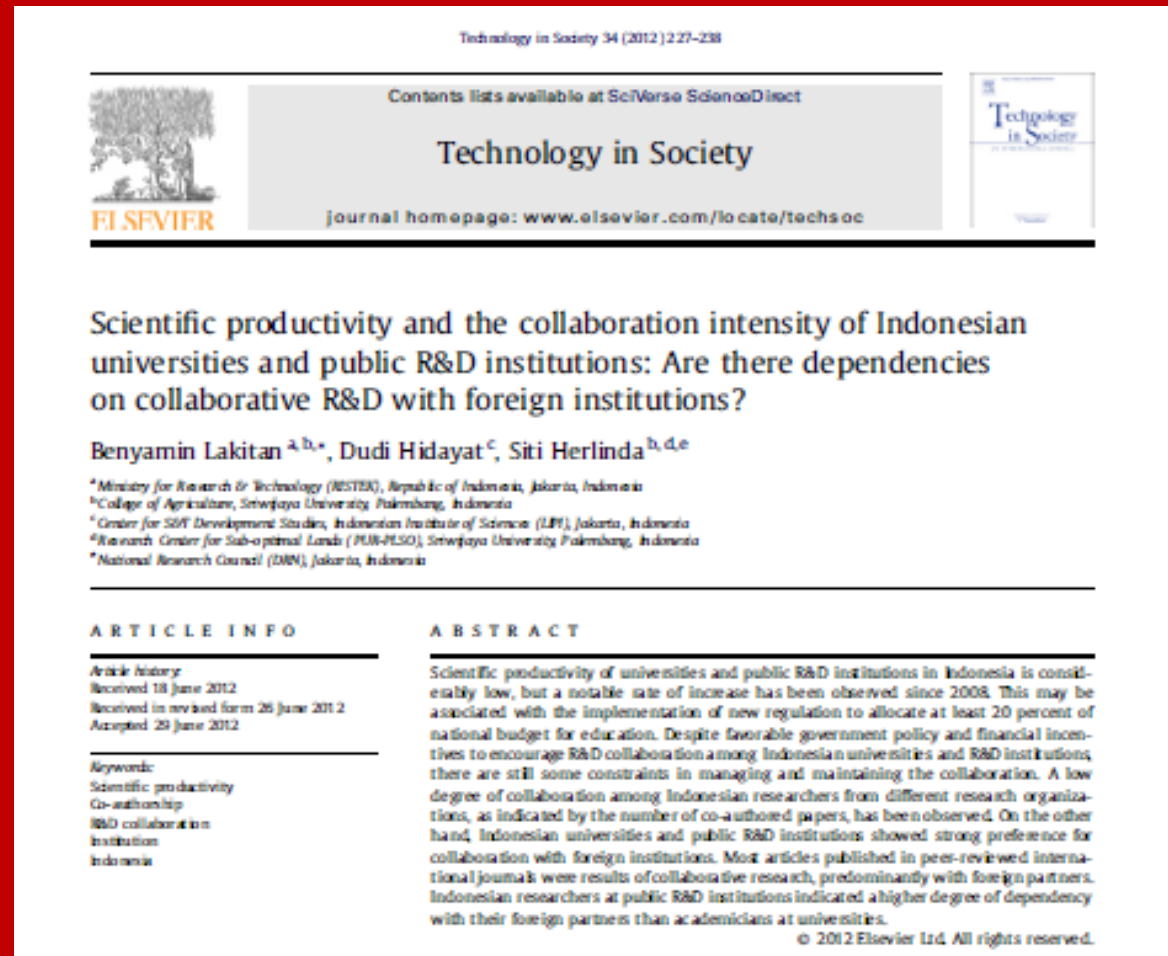 Technology in Society 34 (2012) 227–238
Contents lists available at SciVerse ScienceDirect
Technology in Society
journal homepage: www.elsevier.com/locate/techsoc
ELSEVIER
Technology
in Society
Scientific productivity and the collaboration intensity of Indonesian
universities and public R&D institutions: Are there dependencies
on collaborative R&D with foreign institutions?
Benyamin Lakitan a,b,*, Dudi Hidayat c, Siti Herlinda b,d,e
a Ministry for Research & Technology (RISTEK), Republic of Indonesia, Jakarta, Indonesia
b College of Agriculture, Sriwijaya University, Palembang, Indonesia
c Center for S&T Development Studies, Indonesian Institute of Sciences (LIPI), Jakarta, Indonesia
d Research Center for Sub-optimal Lands (PUR-PLSO), Sriwijaya University, Palembang, Indonesia
e National Research Council (DRN), Jakarta, Indonesia
ARTICLE INFO
Article history:
Received 18 June 2012
Received in revised form 26 June 2012
Accepted 29 June 2012
Keywords:
Scientific productivity
Co-authorship
R&D collaboration
Institution
Indonesia
ABSTRACT
Scientific productivity of universities and public R&D institutions in Indonesia is consid-
erably low, but a notable rate of increase has been observed since 2008. This may be
associated with the implementation of new regulation to allocate at least 20 percent of
national budget for education. Despite favorable government policy and financial incen-
tives to encourage R&D collaboration among Indonesian universities and R&D institutions,
there are still some constraints in managing and maintaining the collaboration. A low
degree of collaboration among Indonesian researchers from different research organiza-
tions, as indicated by the number of co-authored papers, has been observed. On the other
hand, Indonesian universities and public R&D institutions showed strong preference for
collaboration with foreign institutions. Most articles published in peer-reviewed interna-
tional journals were results of collaborative research, predominantly with foreign partners.
Indonesian researchers at public R&D institutions indicated a higher degree of dependency
with their foreign partners than academicians at universities.
© 2012 Elsevier Ltd. All rights reserved.